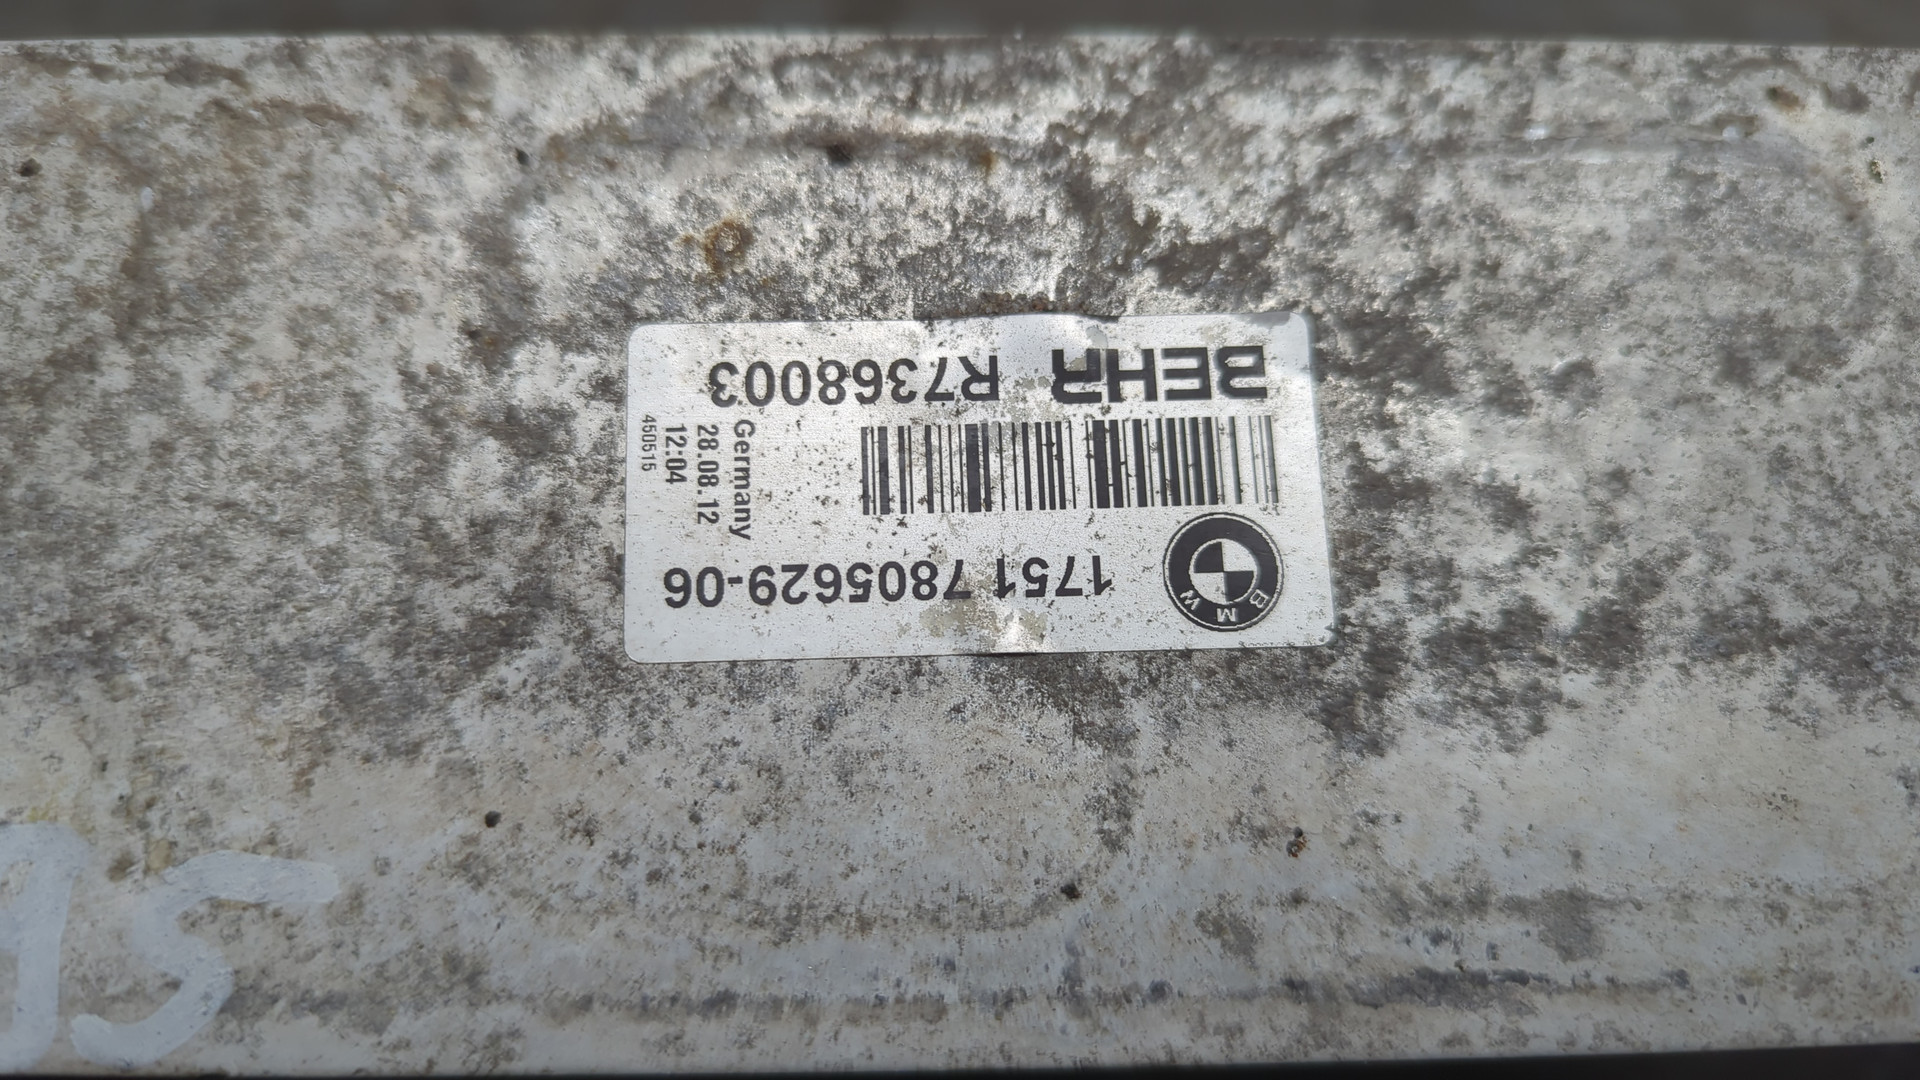 BMW
1751 7805629-06
Germany
28.08.12
12:04
450515
BEHR R7368003